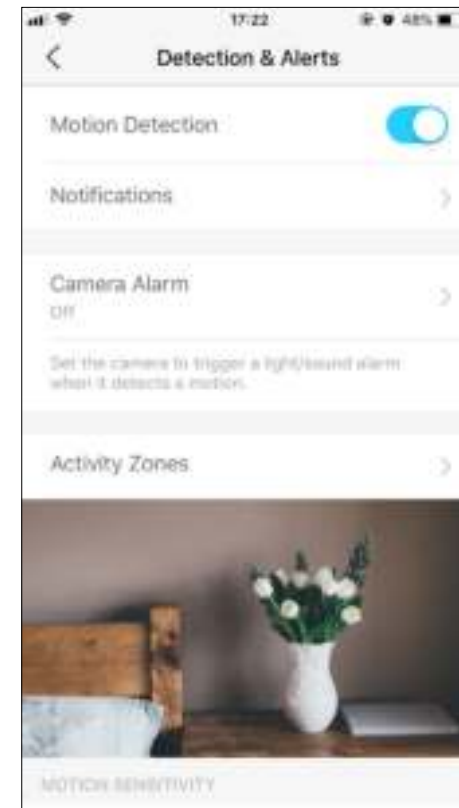 17:22 48%
Detection & Alerts
Motion Detection
Notifications
Camera Alarm
Off
Set the camera to trigger a light/sound alarm
when it detects a motion.
Activity Zones
MOTION SENSITIVITY